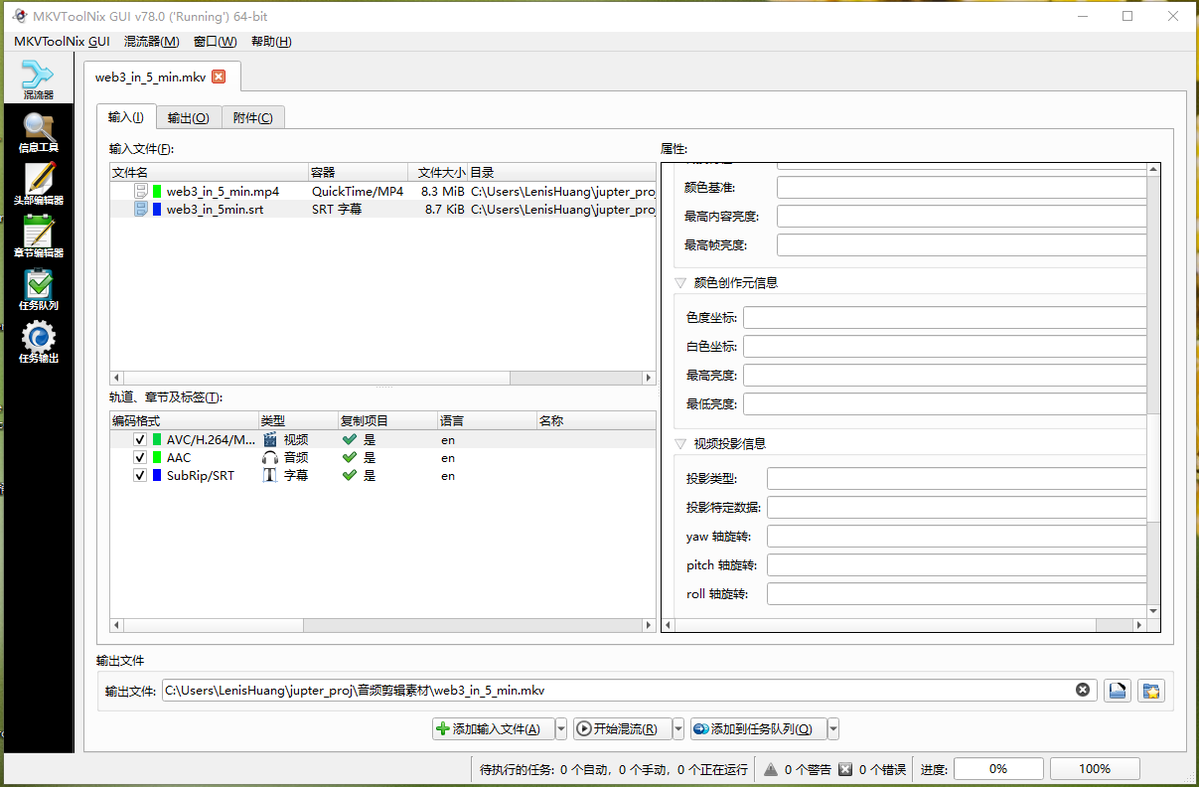 MKVToolNix GUI v78.0 ('Running') 64-bit
MKVToolNix GUI 混流器(M) 窗口(W) 帮助(H)
混流器
信息工具
头部编辑器
章节编辑器
任务队列
任务输出
web3_in_5_min.mkv
输入(I) 输出(O) 附件(C)
输入文件(F):
文件名 容器 文件大小 目录
web3_in_5_min.mp4 QuickTime/MP4 8.3 MiB C:\Users\LenisHuang\jupter_proj
web3_in_5min.srt SRT 字幕 8.7 KiB C:\Users\LenisHuang\jupter_proj
轨道、章节及标签(T):
编码格式 类型 复制项目 语言 名称
AVC/H.264/M... 视频 是 en
AAC 音频 是 en
SubRip/SRT 字幕 是 en
属性:
颜色基准:
最高内容亮度:
最高帧亮度:
颜色创作元信息
色度坐标:
白色坐标:
最高亮度:
最低亮度:
视频投影信息
投影类型:
投影特定数据:
yaw 轴旋转:
pitch 轴旋转:
roll 轴旋转:
输出文件
输出文件: C:\Users\LenisHuang\jupter_proj\音频剪辑素材\web3_in_5_min.mkv
添加输入文件(A) 开始混流(R) 添加到任务队列(Q)
待执行的任务: 0 个自动，0 个手动，0 个正在运行 0 个警告 0 个错误 进度: 0% 100%